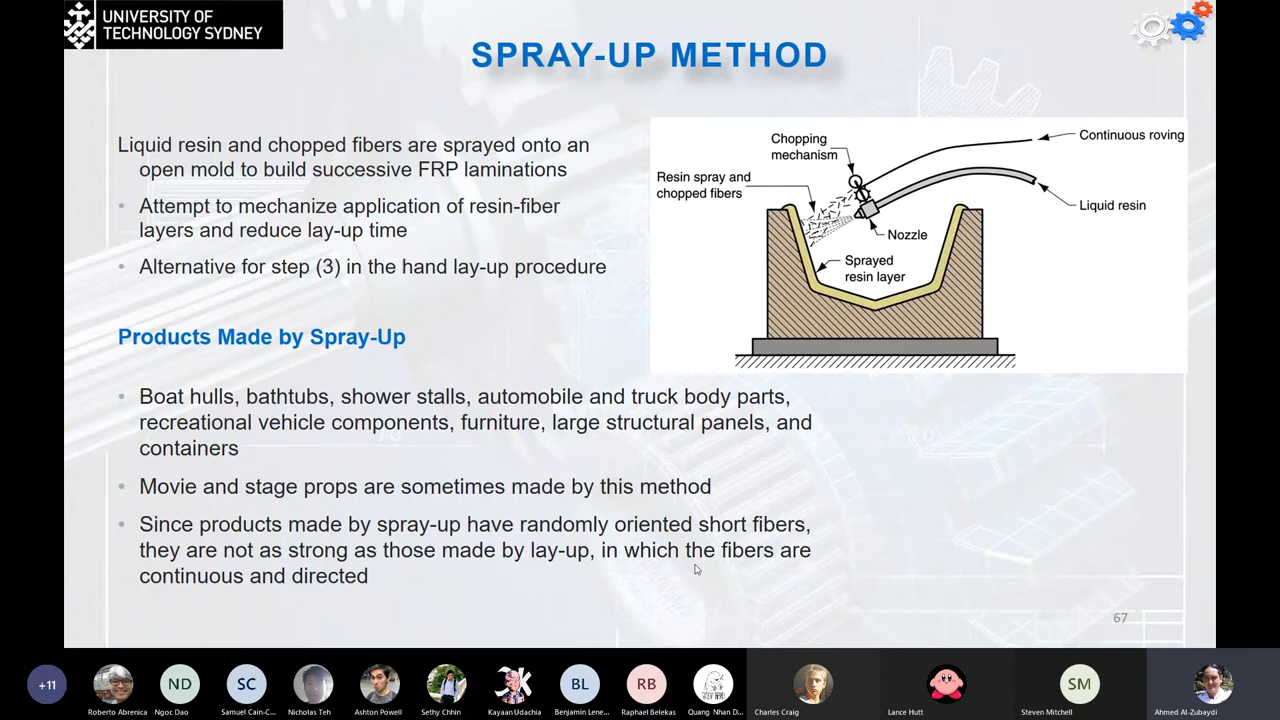 UNIVERSITY OF
TECHNOLOGY SYDNEY
SPRAY-UP METHOD
Liquid resin and chopped fibers are sprayed onto an
open mold to build successive FRP laminations
• Attempt to mechanize application of resin-fiber
layers and reduce lay-up time
• Alternative for step (3) in the hand lay-up procedure
Chopping
mechanism
Continuous roving
Resin spray and
chopped fibers
Liquid resin
Nozzle
Sprayed
resin layer
Products Made by Spray-Up
• Boat hulls, bathtubs, shower stalls, automobile and truck body parts,
recreational vehicle components, furniture, large structural panels, and
containers
• Movie and stage props are sometimes made by this method
• Since products made by spray-up have randomly oriented short fibers,
they are not as strong as those made by lay-up, in which the fibers are
continuous and directed
67
+11
ND
SC
BL
RB
SM
Roberto Abrenica
Ngoc Dao
Samuel Cain-C...
Nicholas Teh
Ashton Powell
Sethy Chhin
Kayaan Udachia
Benjamin Lene...
Raphael Belekas
Quang Nhan D...
Charles Craig
Lance Hutt
Steven Mitchell
Ahmed Al-Zubaydi